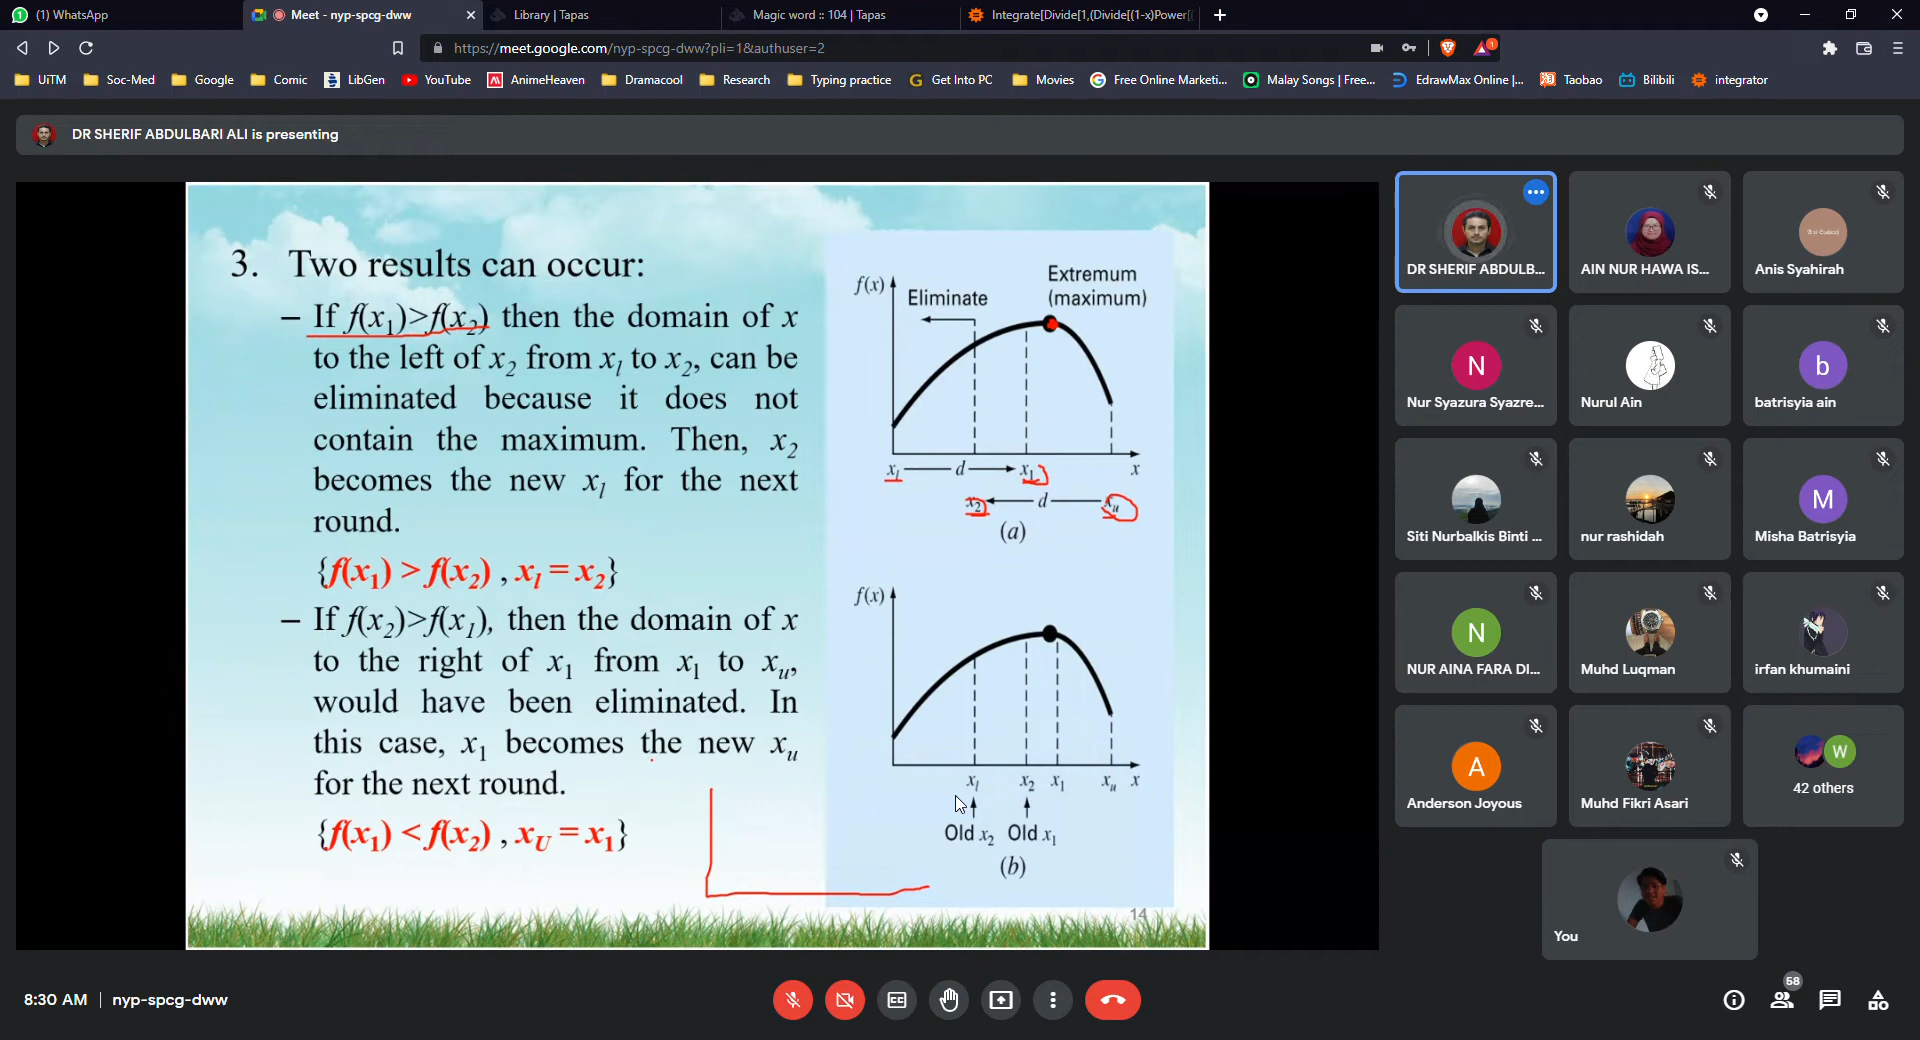 (1) WhatsApp
Meet - nyp-spcg-dww
Library | Tapas
Magic word :: 104 | Tapas
Integrate[Divide[1,(Divide[(1-x)Power[(
https://meet.google.com/nyp-spcg-dww?pli=1&authuser=2
1
UiTM
Soc-Med
Google
Comic
LibGen
YouTube
AnimeHeaven
Dramacool
Research
Typing practice
Get Into PC
Movies
Free Online Marketi...
Malay Songs | Free...
EdrawMax Online |...
Taobao
Bilibili
integrator
DR SHERIF ABDULBARI ALI is presenting
3. Two results can occur:
– If f(x₁)>f(x₂) then the domain of x
to the left of x₂ from xₗ to x₂, can be
eliminated because it does not
contain the maximum. Then, x₂
becomes the new xₗ for the next
round.
{f(x₁) > f(x₂) , xₗ = x₂}
– If f(x₂)>f(x₁), then the domain of x
to the right of x₁ from x₁ to xᵤ,
would have been eliminated. In
this case, x₁ becomes the new xᵤ
for the next round.
{f(x₁) < f(x₂) , x_U = x₁}
f(x)
Eliminate
Extremum
(maximum)
xₗ d x₁ x
x₂ d xᵤ
(a)
f(x)
xₗ x₂ x₁ xᵤ x
Old x₂ Old x₁
(b)
14
DR SHERIF ABDULB...
AIN NUR HAWA IS...
Anis Syahirah
N
Nur Syazura Syazre...
Nurul Ain
b
batrisyia ain
Siti Nurbalkis Binti ...
nur rashidah
M
Misha Batrisyia
N
NUR AINA FARA DI...
Muhd Luqman
irfan khumaini
A
Anderson Joyous
Muhd Fikri Asari
W
42 others
You
8:30 AM | nyp-spcg-dww
58